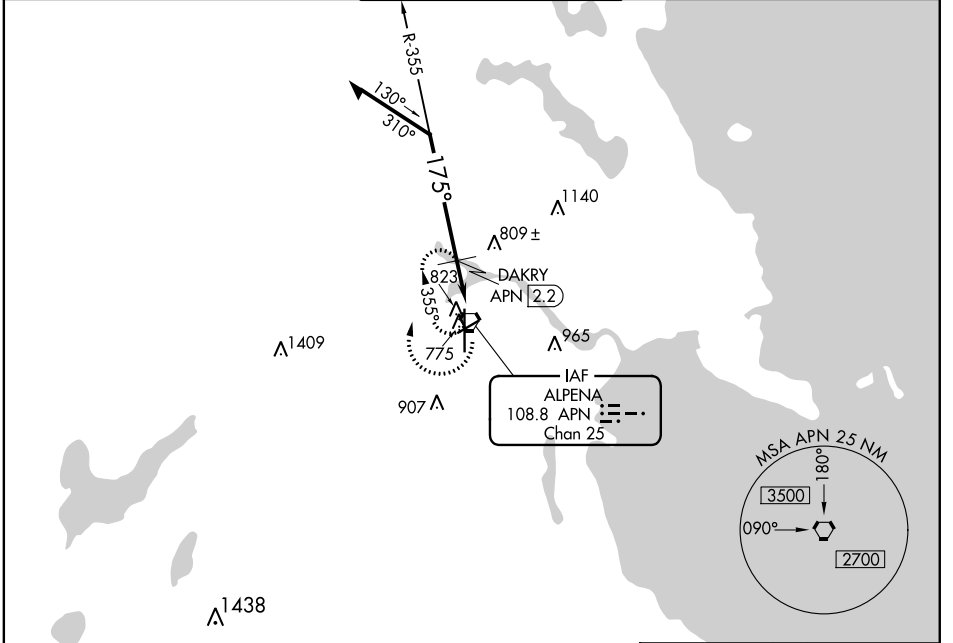 R-355
130°
310°
175°
1140
809 ±
823
DAKRY
APN 2.2
355°
1409
775
965
IAF
ALPENA
108.8 APN
Chan 25
907
MSA APN 25 NM
180°
3500
090°
2700
1438